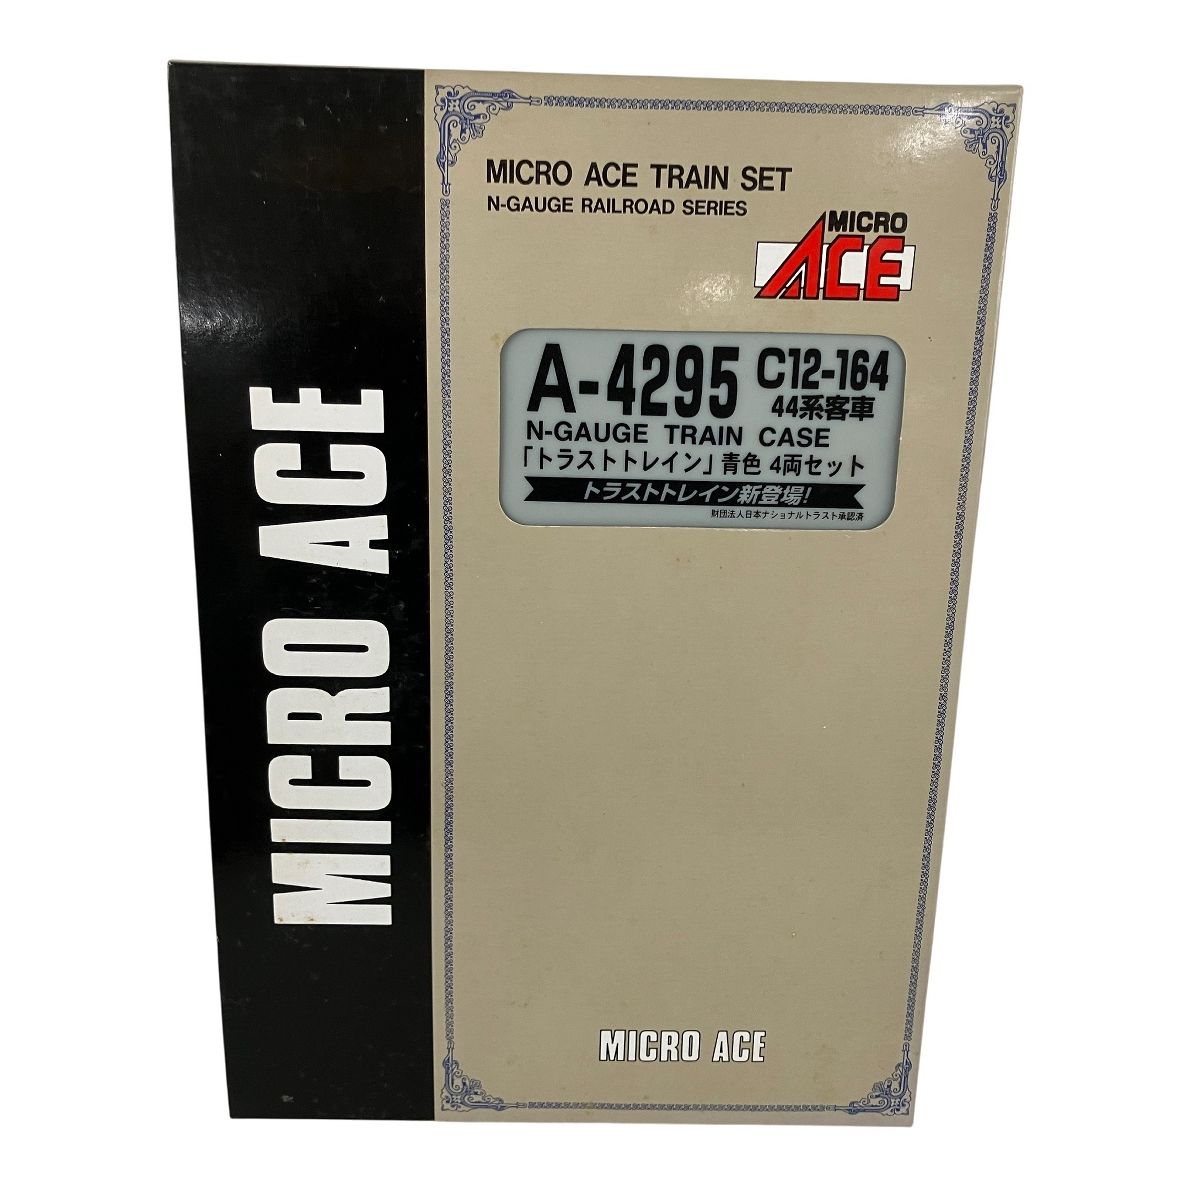 MICRO ACE
MICRO ACE TRAIN SET
N-GAUGE RAILROAD SERIES
MICRO
ACE
A-4295 C12-164
44系客車
N-GAUGE TRAIN CASE
「トラストトレイン」青色 4両セット
トラストトレイン新登場!
財団法人日本ナショナルトラスト承認済
MICRO ACE